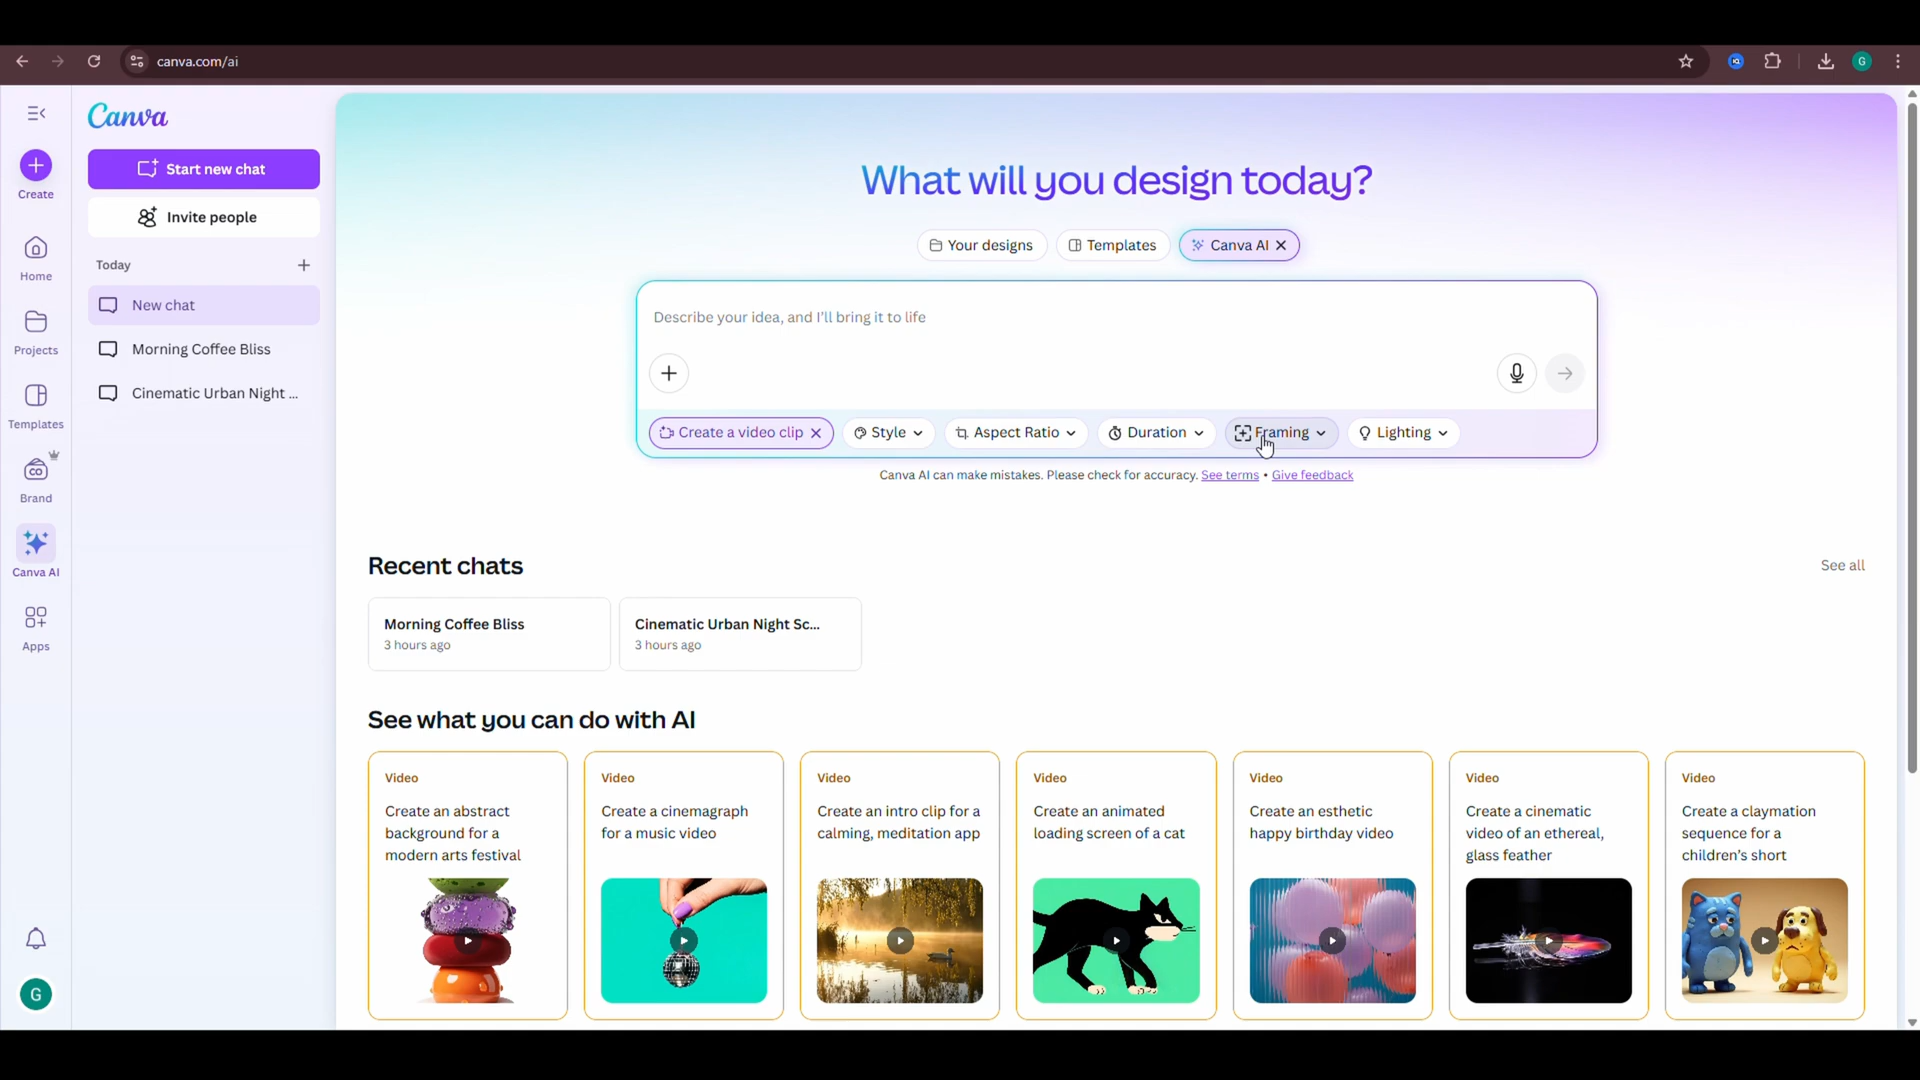 canva.com/ai
G
Canva
Start new chat
Invite people
Today
New chat
Morning Coffee Bliss
Cinematic Urban Night ...
Create
Home
Projects
Templates
CO
Brand
Canva AI
Apps
G
What will you design today?
Your designs
Templates
Canva AI
Describe your idea, and I'll bring it to life
Create a video clip
Style
Aspect Ratio
Duration
Framing
Lighting
Canva AI can make mistakes. Please check for accuracy. See terms • Give feedback
Recent chats
See all
Morning Coffee Bliss
3 hours ago
Cinematic Urban Night Sc...
3 hours ago
See what you can do with AI
Video
Create an abstract
background for a
modern arts festival
Video
Create a cinemagraph
for a music video
Video
Create an intro clip for a
calming, meditation app
Video
Create an animated
loading screen of a cat
Video
Create an esthetic
happy birthday video
Video
Create a cinematic
video of an ethereal,
glass feather
Video
Create a claymation
sequence for a
children's short